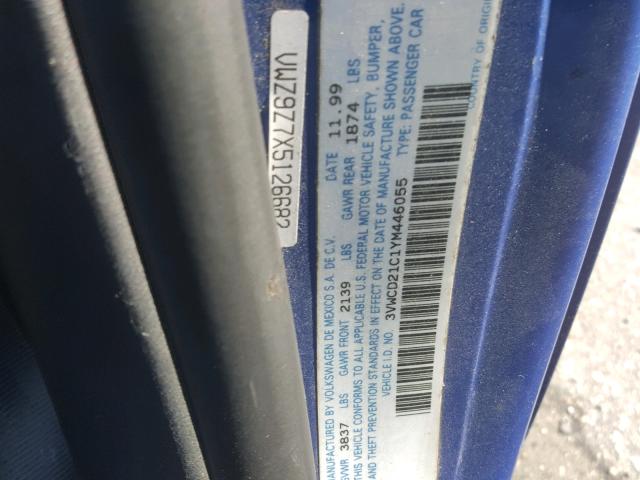 VWZ9Z7X5126682
MANUFACTURED BY VOLKSWAGEN DE MEXICO S.A. DE C.V. DATE 11.99
GVWR 3837 LBS GAWR FRONT 2139 LBS GAWR REAR 1874 LBS
THIS VEHICLE CONFORMS TO ALL APPLICABLE U.S. FEDERAL MOTOR VEHICLE SAFETY, BUMPER,
AND THEFT PREVENTION STANDARDS IN EFFECT ON THE DATE OF MANUFACTURE SHOWN ABOVE.
VEHICLE I.D. NO. 3VWCD21C1YM446055 TYPE: PASSENGER CAR
COUNTRY OF ORIGIN